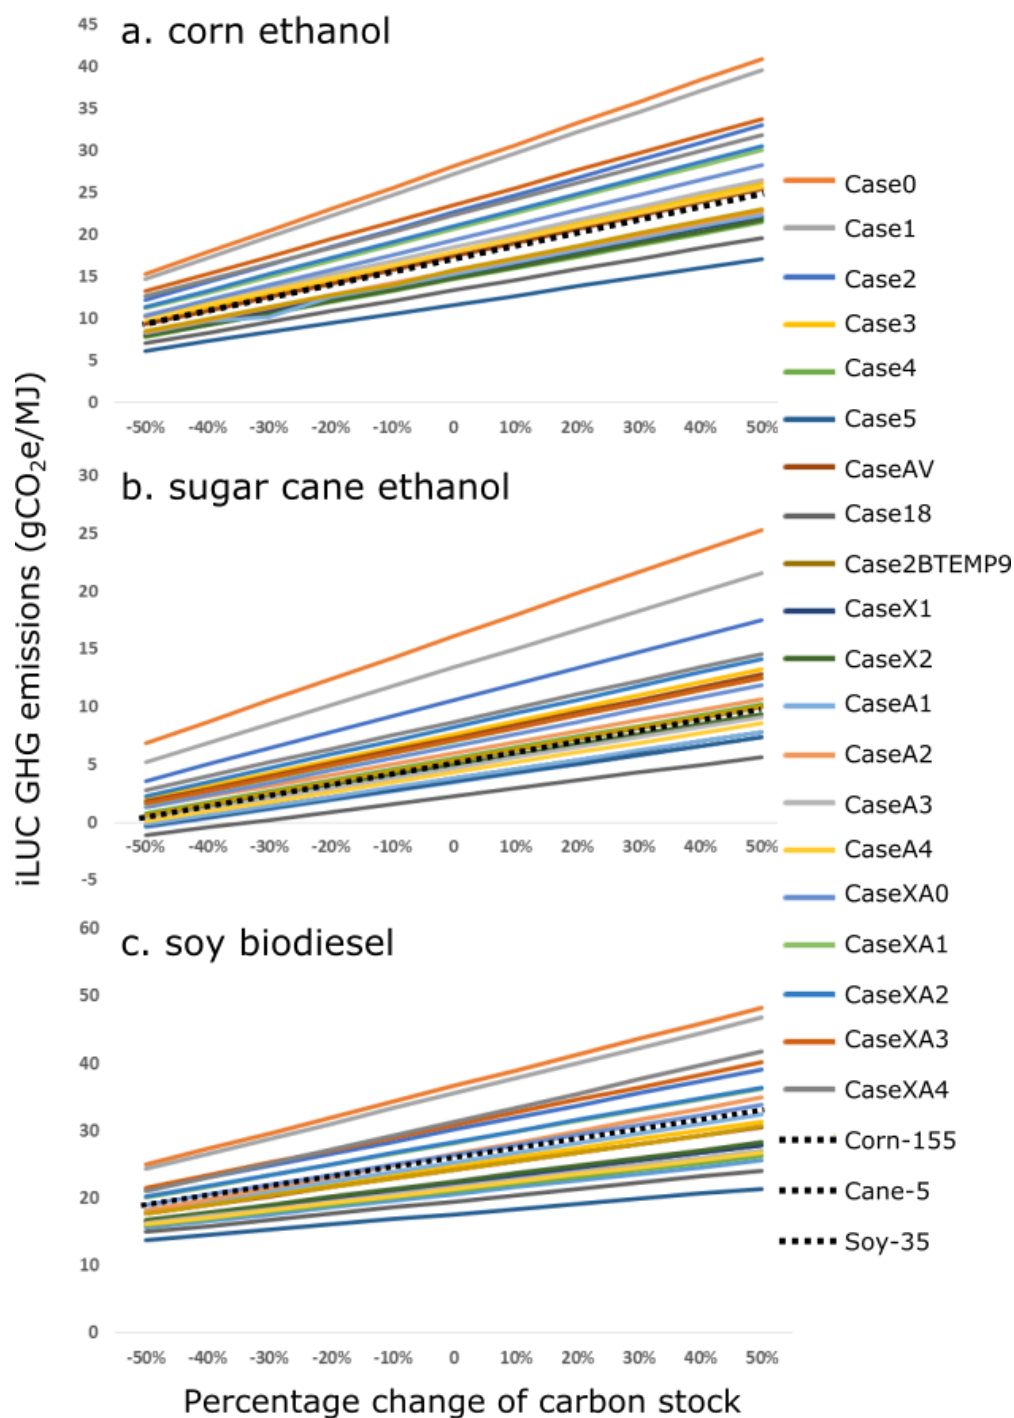 a. corn ethanol
45
40
35
30
25
20
15
10
5
0
-50% -40% -30% -20% -10% 0 10% 20% 30% 40% 50%
b. sugar cane ethanol
30
25
20
15
10
5
0
-5
-50% -40% -30% -20% -10% 0 10% 20% 30% 40% 50%
c. soy biodiesel
60
50
40
30
20
10
0
-50% -40% -30% -20% -10% 0 10% 20% 30% 40% 50%
iLUC GHG emissions (gCO₂e/MJ)
Percentage change of carbon stock
Case0
Case1
Case2
Case3
Case4
Case5
CaseAV
Case18
Case2BTEMP9
CaseX1
CaseX2
CaseA1
CaseA2
CaseA3
CaseA4
CaseXA0
CaseXA1
CaseXA2
CaseXA3
CaseXA4
Corn-155
Cane-5
Soy-35